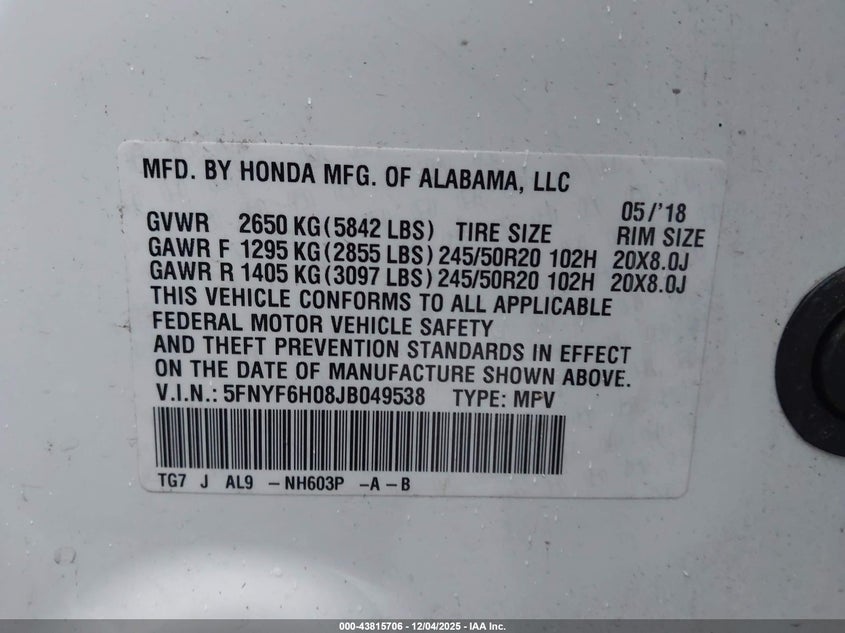 MFD. BY HONDA MFG. OF ALABAMA, LLC
05/'18
GVWR 2650 KG(5842 LBS) TIRE SIZE RIM SIZE
GAWR F 1295 KG(2855 LBS) 245/50R20 102H 20X8.0J
GAWR R 1405 KG(3097 LBS) 245/50R20 102H 20X8.0J
THIS VEHICLE CONFORMS TO ALL APPLICABLE
FEDERAL MOTOR VEHICLE SAFETY
AND THEFT PREVENTION STANDARDS IN EFFECT
ON THE DATE OF MANUFACTURE SHOWN ABOVE.
V.I.N.: 5FNYF6H08JB049538 TYPE: MPV
TG7 J AL9 -NH603P -A-B
000-43815706 - 12/04/2025 - IAA Inc.